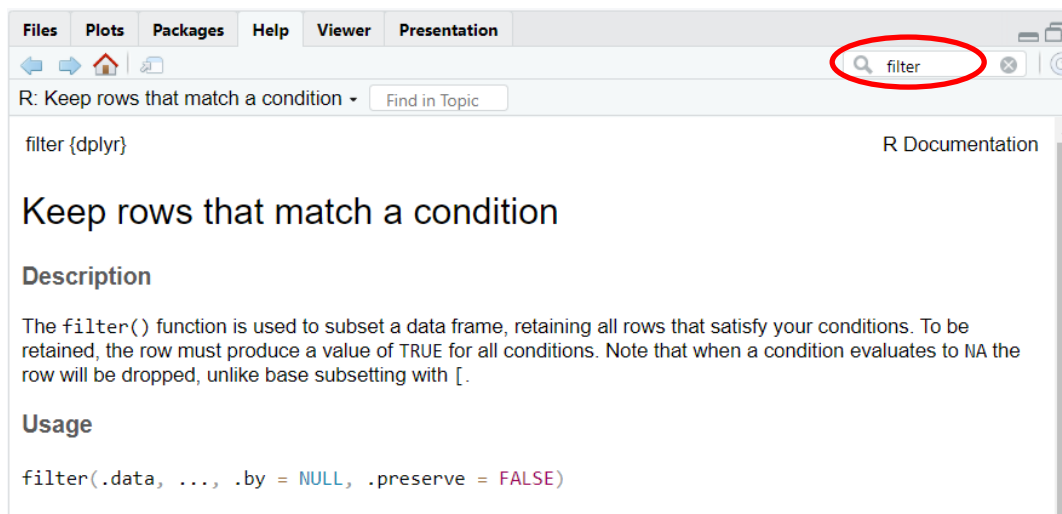 Files Plots Packages Help Viewer Presentation
filter
R: Keep rows that match a condition Find in Topic
filter {dplyr} R Documentation
Keep rows that match a condition
Description
The filter() function is used to subset a data frame, retaining all rows that satisfy your conditions. To be
retained, the row must produce a value of TRUE for all conditions. Note that when a condition evaluates to NA the
row will be dropped, unlike base subsetting with [.
Usage
filter(.data, ..., .by = NULL, .preserve = FALSE)